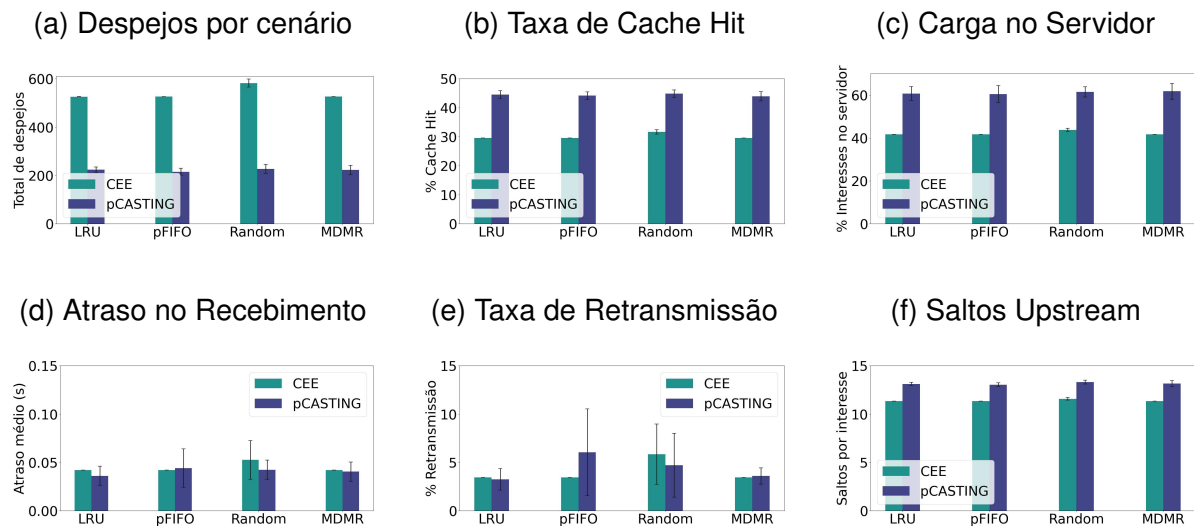 (a) Despejos por cenário
Total de despejos
600
400
200
0
CEE
pCASTING
LRU pFIFO Random MDMR
(b) Taxa de Cache Hit
% Cache Hit
50
40
30
20
10
0
CEE
pCASTING
LRU pFIFO Random MDMR
(c) Carga no Servidor
% Interesses no servidor
60
40
20
0
CEE
pCASTING
LRU pFIFO Random MDMR
(d) Atraso no Recebimento
Atraso médio (s)
0.15
0.10
0.05
0.00
CEE
pCASTING
LRU pFIFO Random MDMR
(e) Taxa de Retransmissão
% Retransmissão
15
10
5
0
CEE
pCASTING
LRU pFIFO Random MDMR
(f) Saltos Upstream
Saltos por interesse
15
10
5
0
CEE
pCASTING
LRU pFIFO Random MDMR